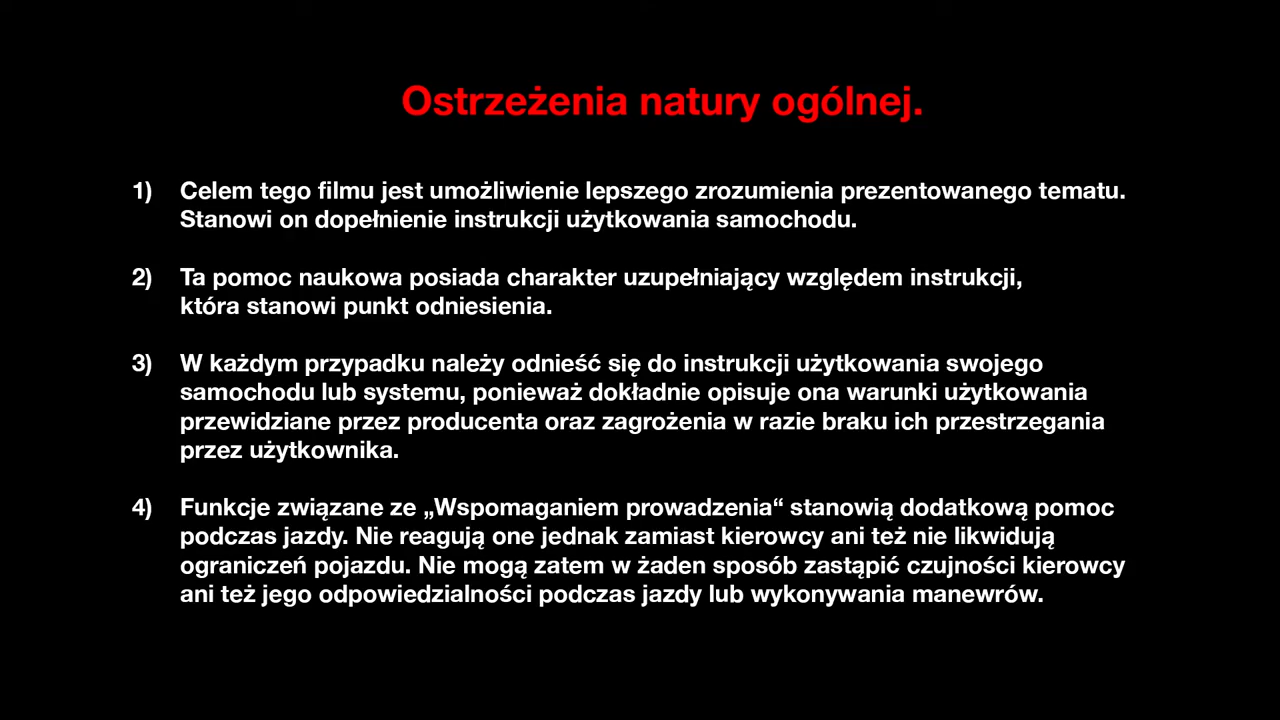 Ostrzeżenia natury ogólnej.
1) Celem tego filmu jest umożliwienie lepszego zrozumienia prezentowanego tematu.
Stanowi on dopełnienie instrukcji użytkowania samochodu.
2) Ta pomoc naukowa posiada charakter uzupełniający względem instrukcji,
która stanowi punkt odniesienia.
3) W każdym przypadku należy odnieść się do instrukcji użytkowania swojego
samochodu lub systemu, ponieważ dokładnie opisuje ona warunki użytkowania
przewidziane przez producenta oraz zagrożenia w razie braku ich przestrzegania
przez użytkownika.
4) Funkcje związane ze „Wspomaganiem prowadzenia“ stanowią dodatkową pomoc
podczas jazdy. Nie reagują one jednak zamiast kierowcy ani też nie likwidują
ograniczeń pojazdu. Nie mogą zatem w żaden sposób zastąpić czujności kierowcy
ani też jego odpowiedzialności podczas jazdy lub wykonywania manewrów.